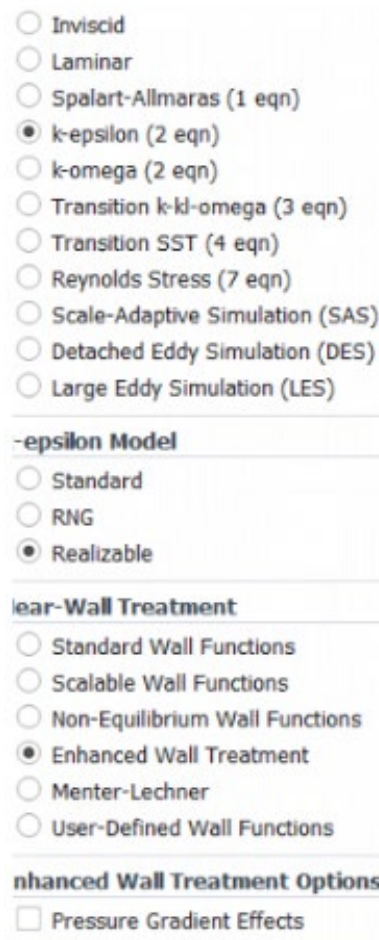 Inviscid
Laminar
Spalart-Allmaras (1 eqn)
k-epsilon (2 eqn)
k-omega (2 eqn)
Transition k-kl-omega (3 eqn)
Transition SST (4 eqn)
Reynolds Stress (7 eqn)
Scale-Adaptive Simulation (SAS)
Detached Eddy Simulation (DES)
Large Eddy Simulation (LES)
-epsilon Model
Standard
RNG
Realizable
lear-Wall Treatment
Standard Wall Functions
Scalable Wall Functions
Non-Equilibrium Wall Functions
Enhanced Wall Treatment
Menter-Lechner
User-Defined Wall Functions
nhanced Wall Treatment Options
Pressure Gradient Effects